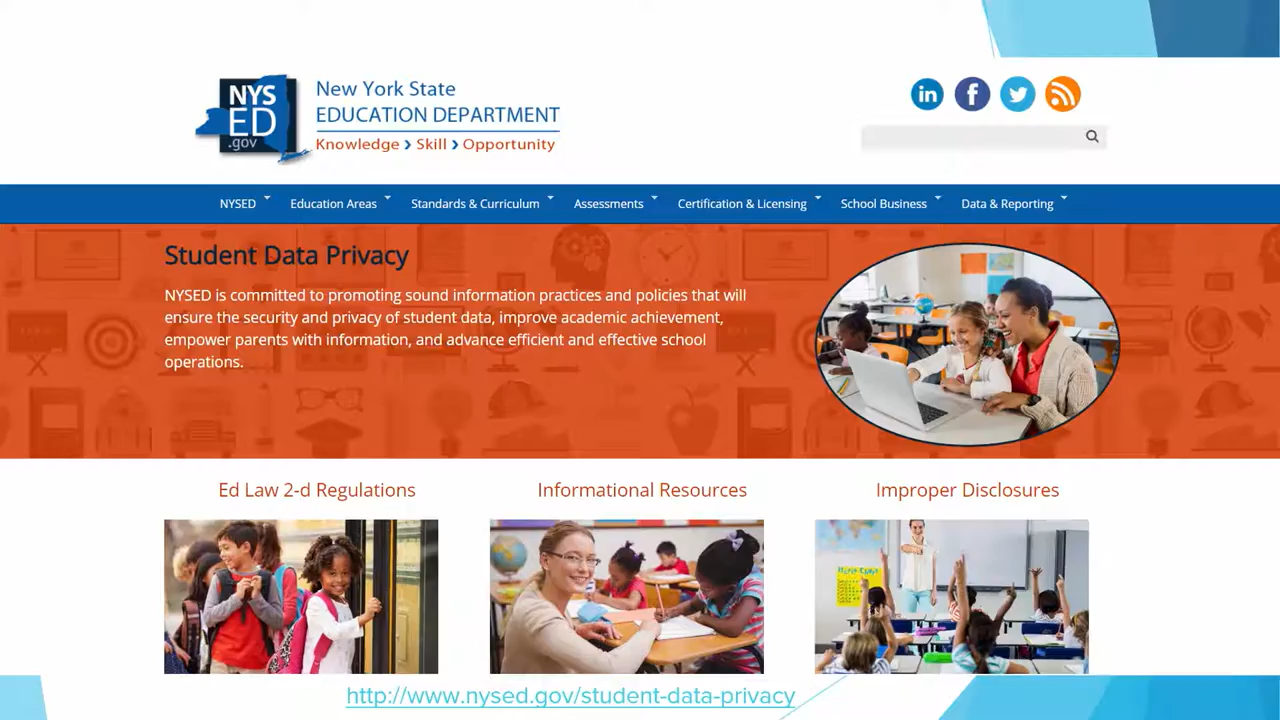 NYS
ED
.gov
New York State
EDUCATION DEPARTMENT
Knowledge › Skill › Opportunity
NYSED Education Areas Standards & Curriculum Assessments Certification & Licensing School Business Data & Reporting
Student Data Privacy
NYSED is committed to promoting sound information practices and policies that will
ensure the security and privacy of student data, improve academic achievement,
empower parents with information, and advance efficient and effective school
operations.
Ed Law 2-d Regulations
Informational Resources
Improper Disclosures
http://www.nysed.gov/student-data-privacy